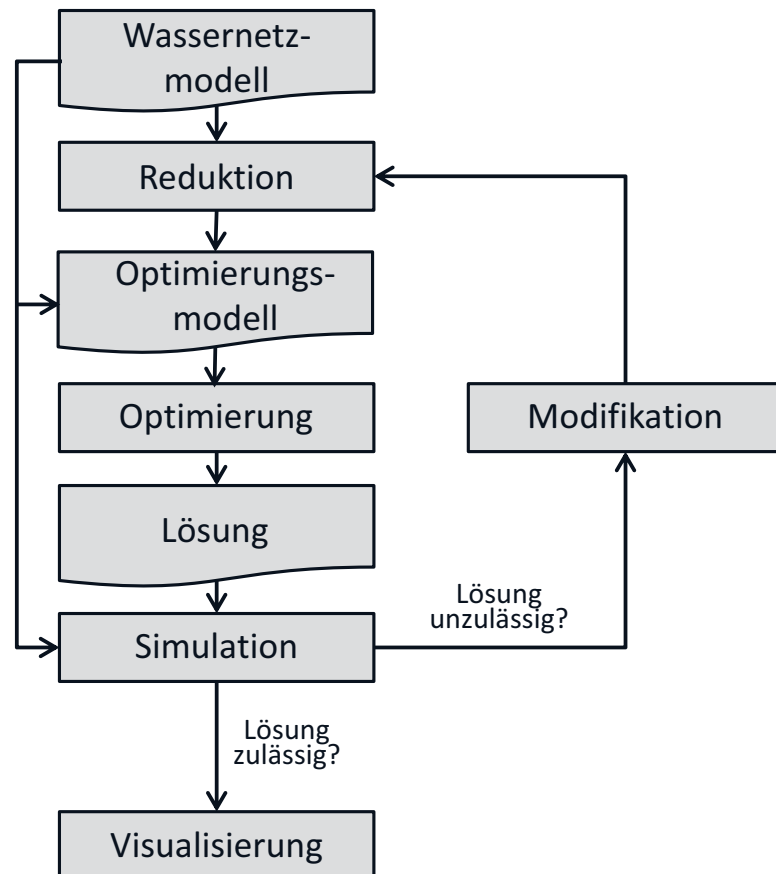 Wassernetz-
modell
Reduktion
Optimierungs-
modell
Optimierung
Modifikation
Lösung
Lösung
unzulässig?
Simulation
Lösung
zulässig?
Visualisierung